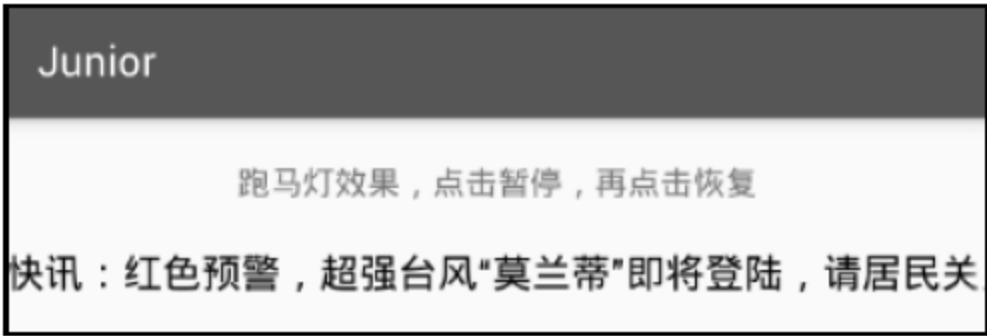 Junior
跑马灯效果，点击暂停，再点击恢复
快讯：红色预警，超强台风“莫兰蒂”即将登陆，请居民关